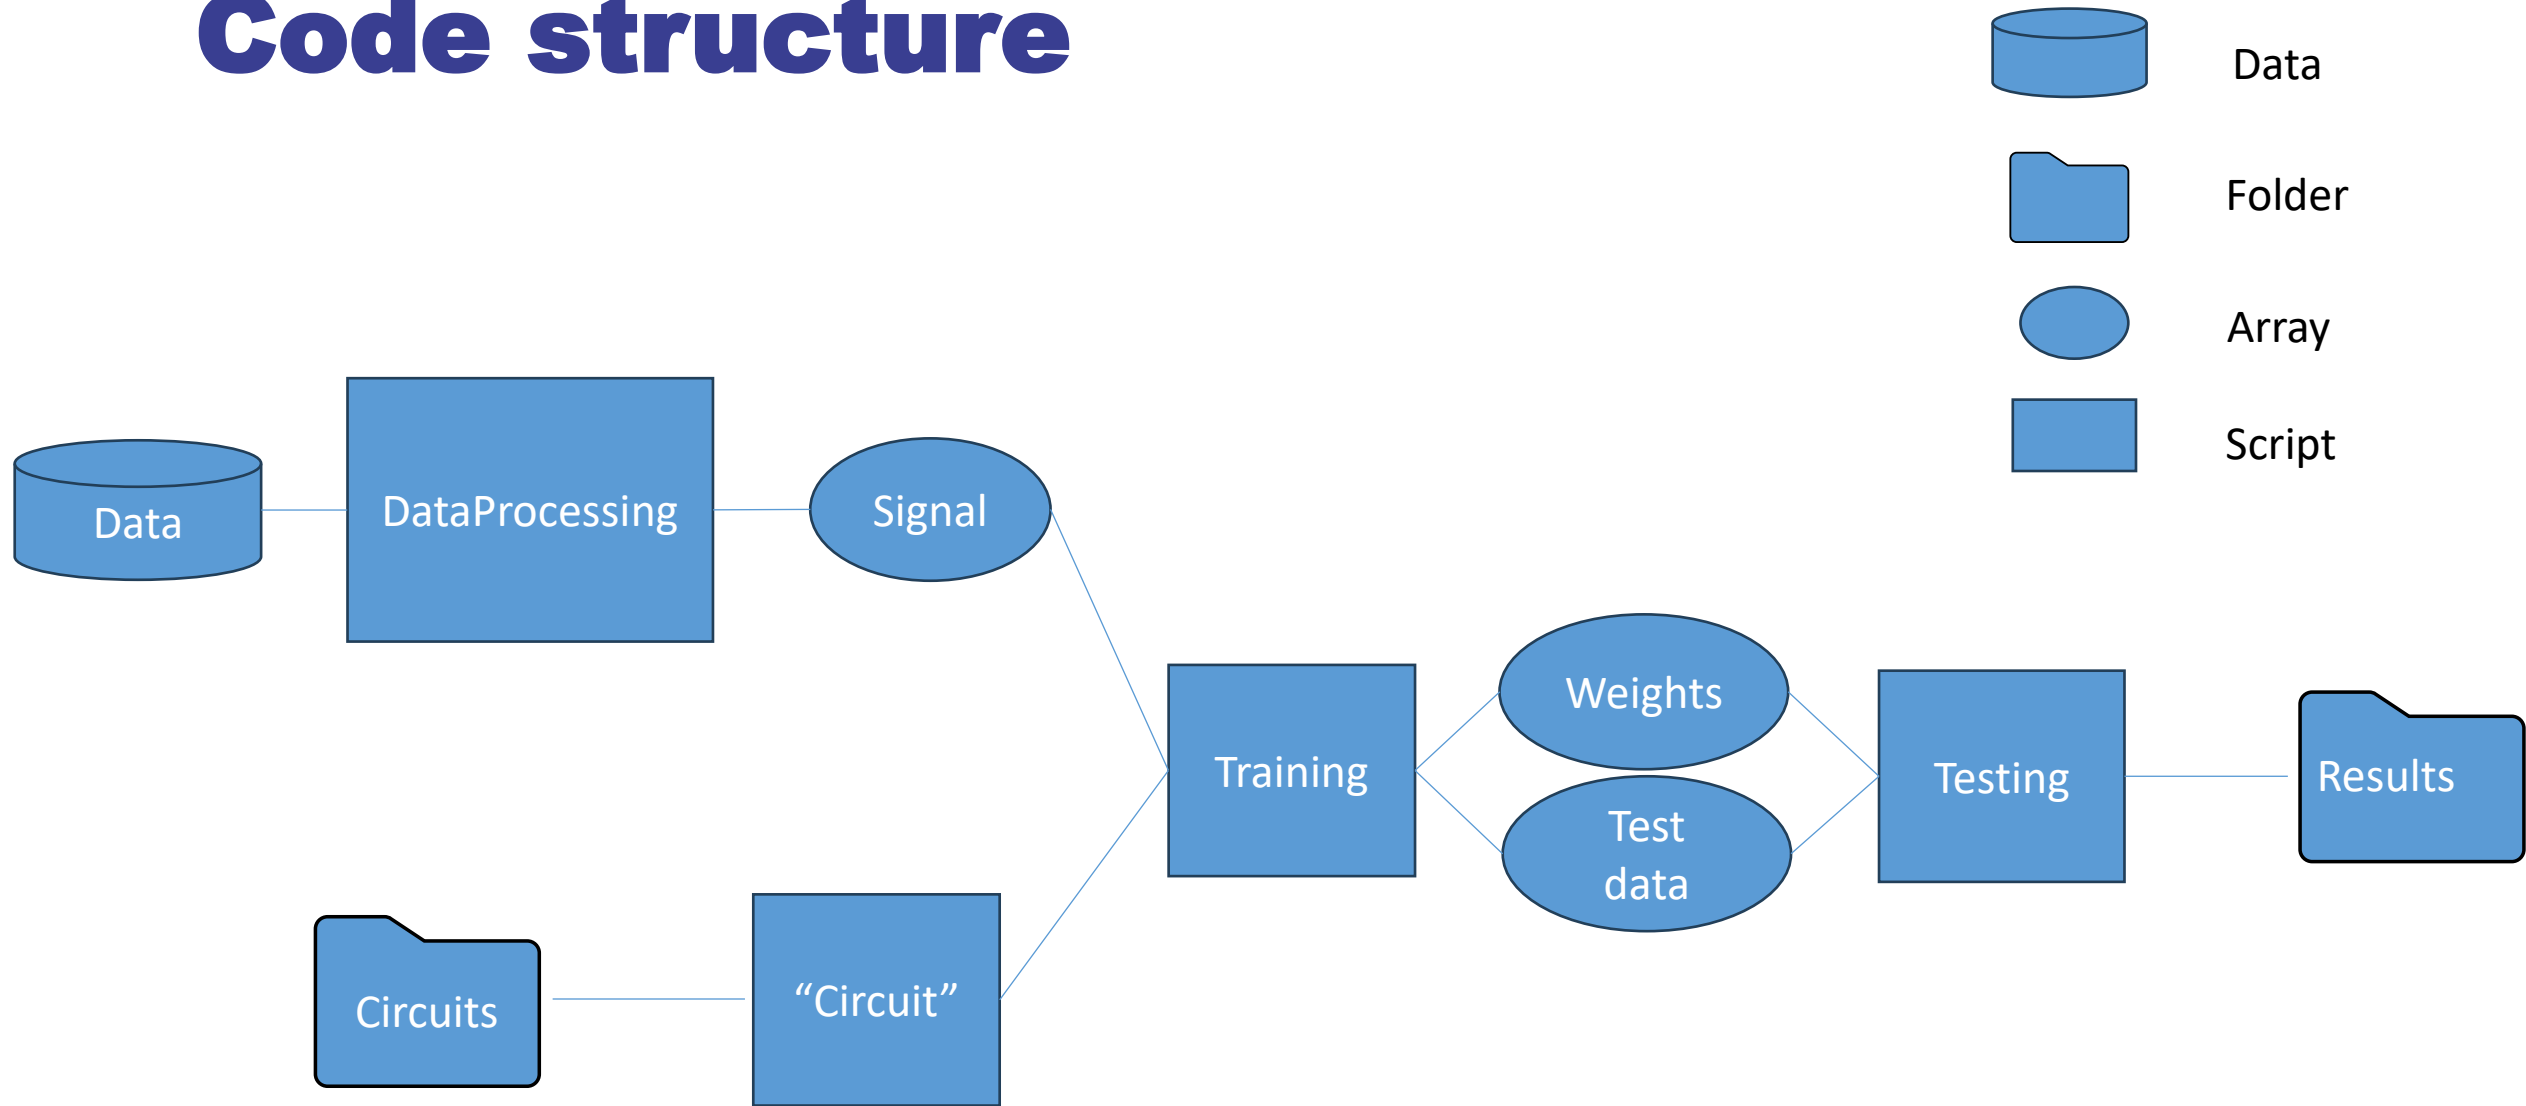 Code structure
Data
Folder
Array
Script
Data
DataProcessing
Signal
Training
Weights
Test
data
Testing
Results
Circuits
“Circuit”